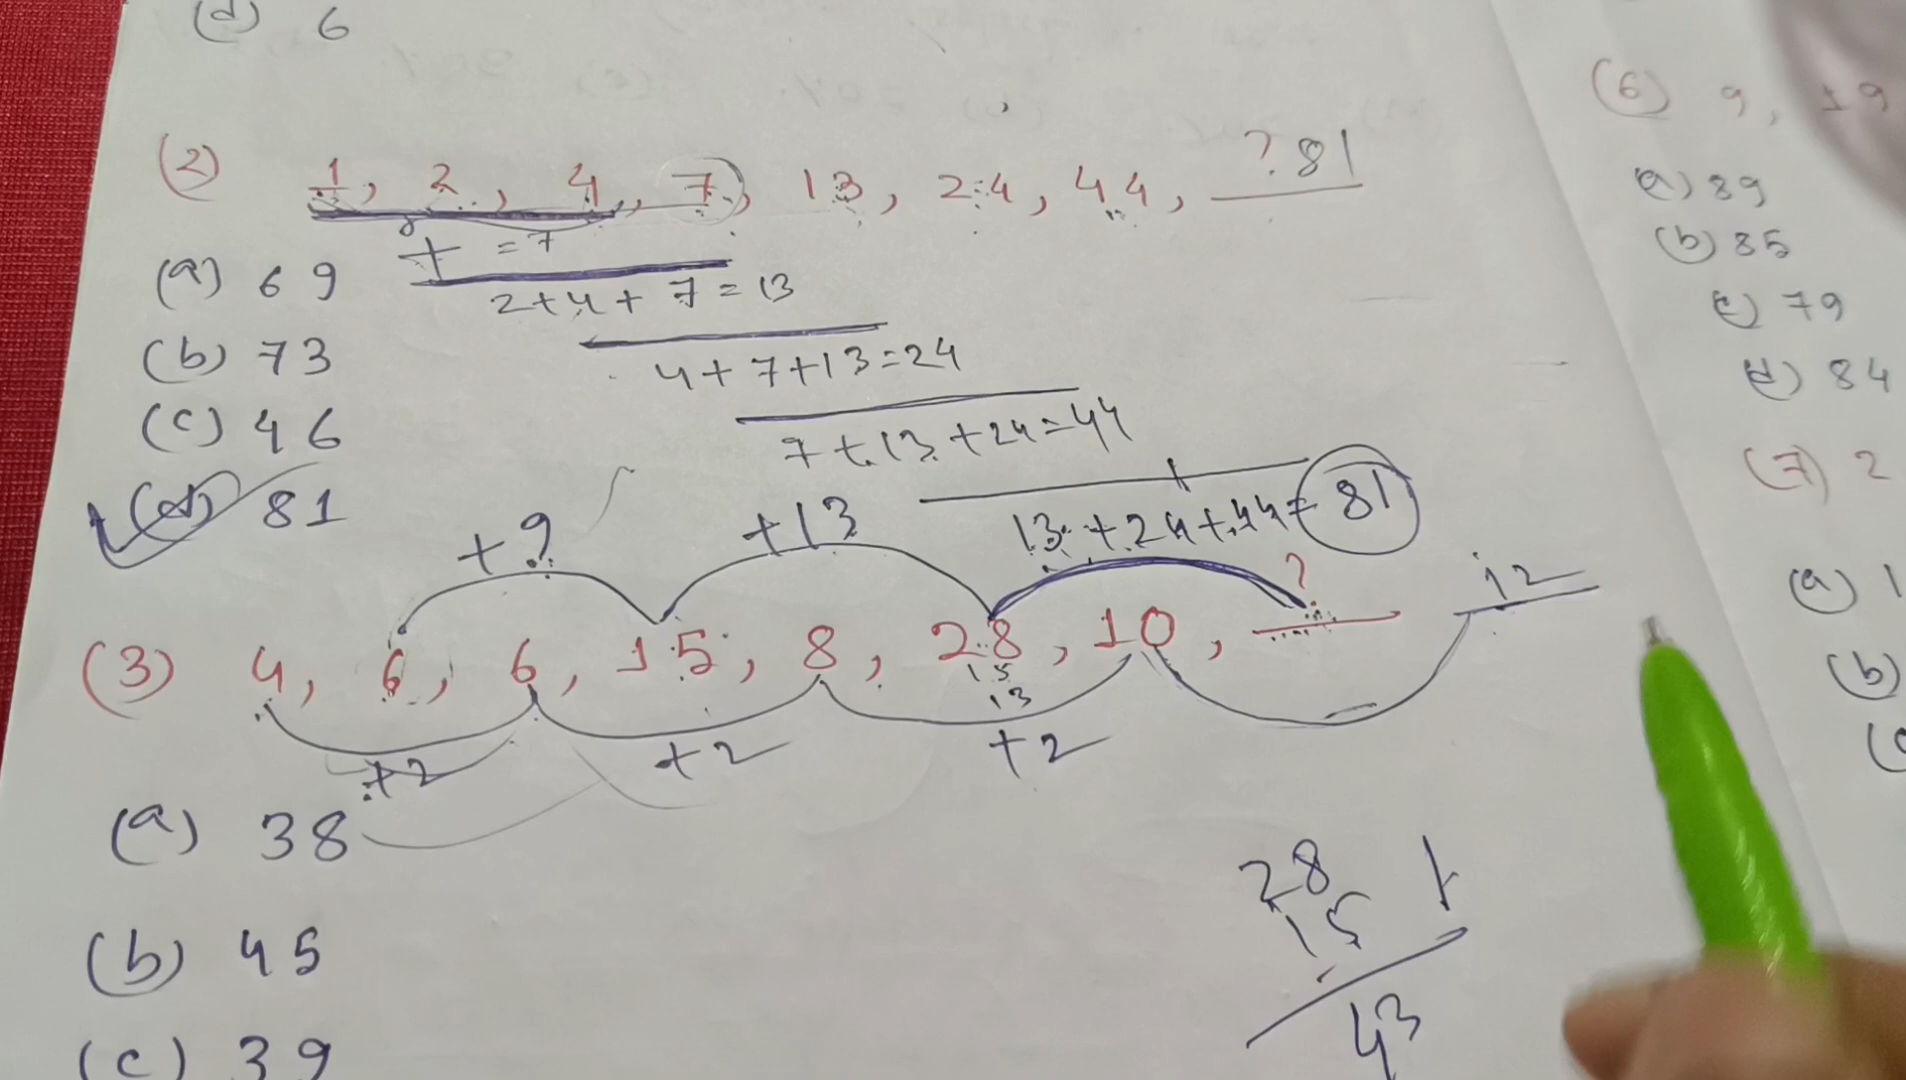 (d) 6
(2) 1, 2, 4, 7, 13, 24, 44, ? 81
+ = 7
(a) 69
2+4+7=13
(b) 73
4+7+13=24
(c) 46
7+13+24=44
(d) 81
13+24+44=81
+9 +13
(3) 4, 6, 6, 15, 8, 28, 10, ? 12
15
13
+2 +2 +2
(a) 38
28 1
15
43
(b) 45
(c) 39
(6) 9, 19
(a) 89
(b) 85
(c) 79
(d) 84
(7) 2
(a) 1
(b)